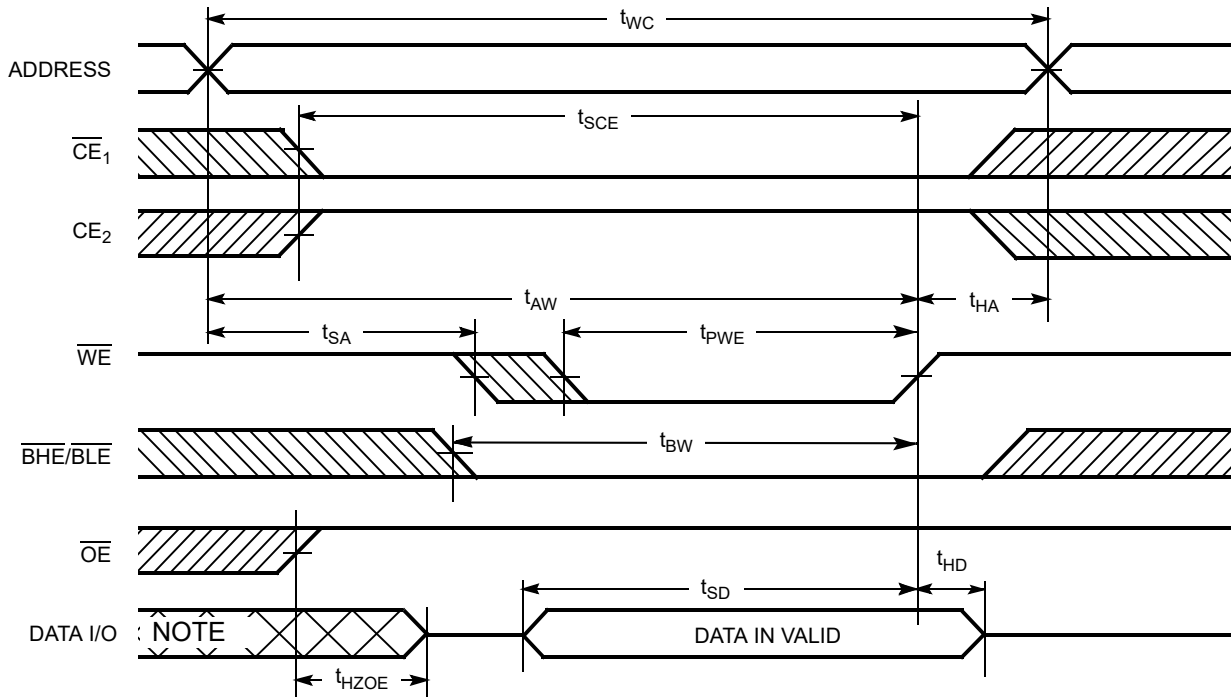 tWC
ADDRESS
tSCE
CE1
CE2
tAW
tHA
tSA
tPWE
WE
tBW
BHE/BLE
OE
tHD
tSD
DATA I/O
NOTE
DATA IN VALID
tHZOE